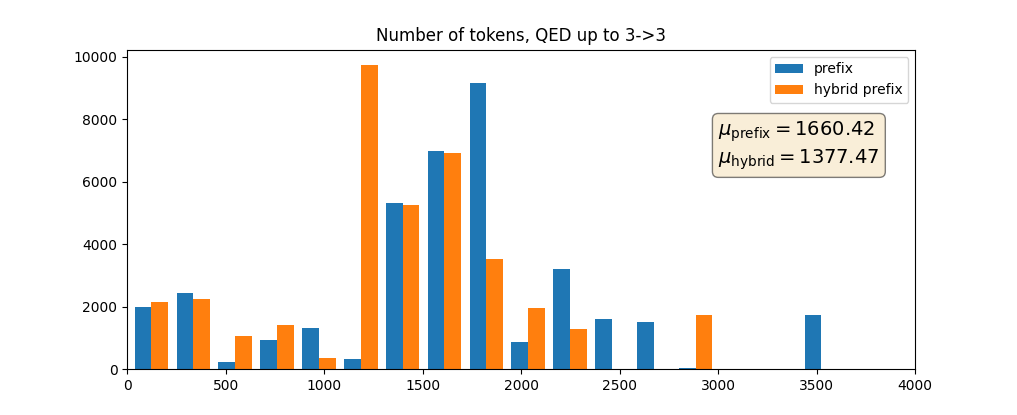 Number of tokens, QED up to 3->3
10000
8000
6000
4000
2000
0
prefix
hybrid prefix
μprefix = 1660.42
μhybrid = 1377.47
0 500 1000 1500 2000 2500 3000 3500 4000